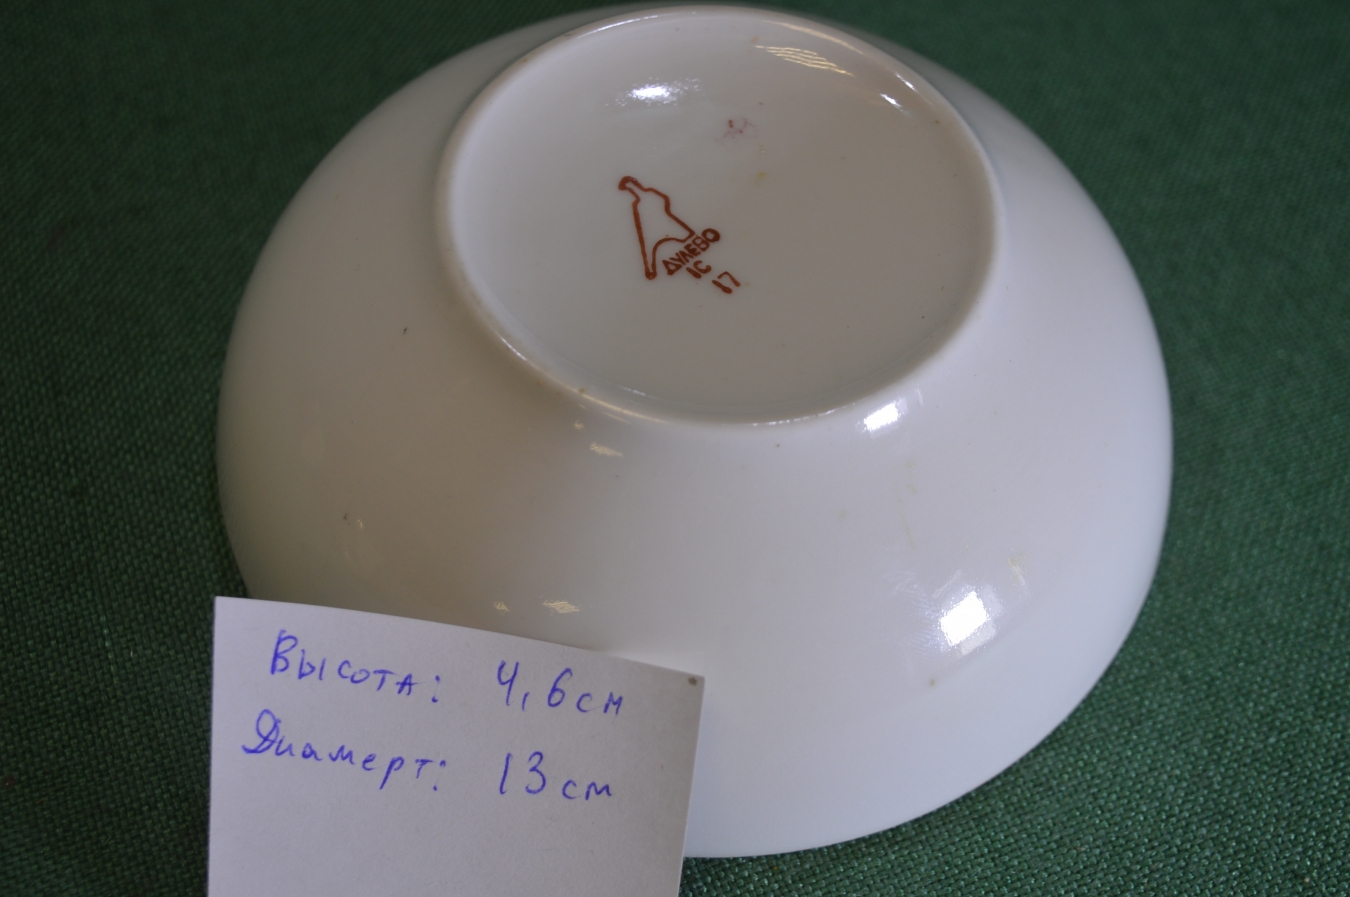 ДУЛЕВО
1С
17
Высота: 4,6см
Диамерт: 13см